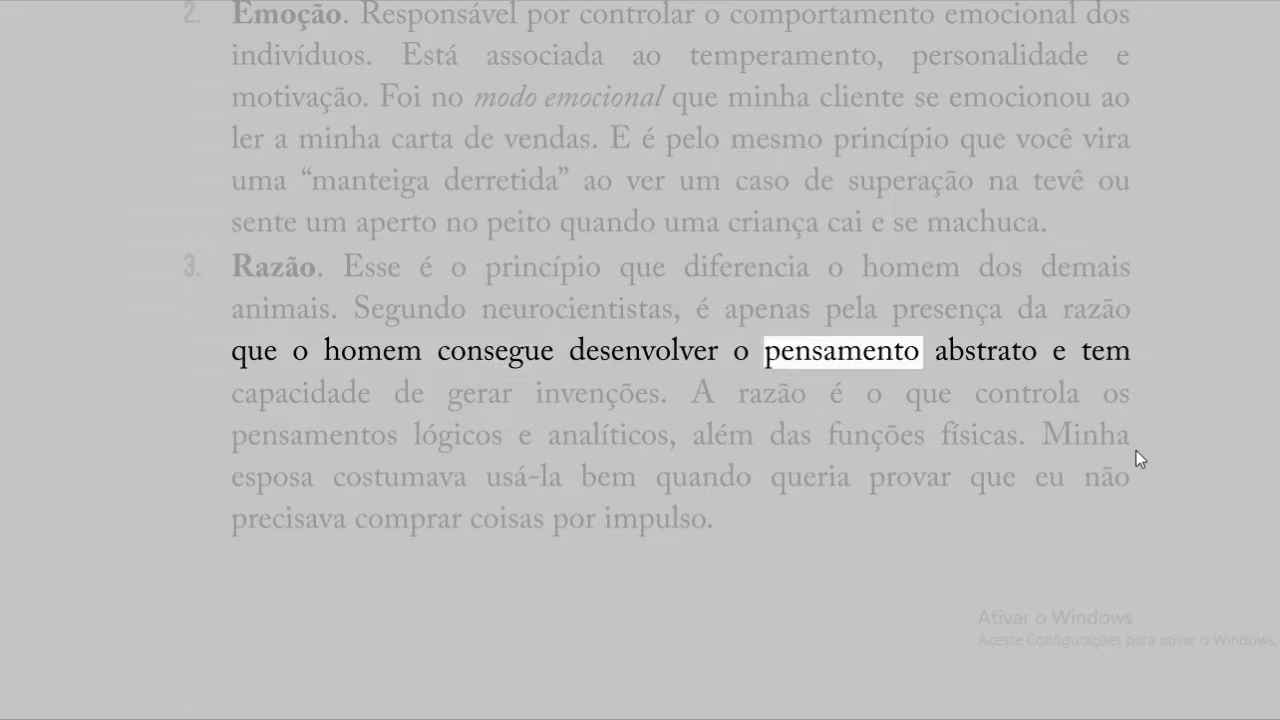 2. Emoção. Responsável por controlar o comportamento emocional dos
indivíduos. Está associada ao temperamento, personalidade e
motivação. Foi no modo emocional que minha cliente se emocionou ao
ler a minha carta de vendas. E é pelo mesmo princípio que você vira
uma “manteiga derretida” ao ver um caso de superação na tevê ou
sente um aperto no peito quando uma criança cai e se machuca.
3. Razão. Esse é o princípio que diferencia o homem dos demais
animais. Segundo neurocientistas, é apenas pela presença da razão
que o homem consegue desenvolver o pensamento abstrato e tem
capacidade de gerar invenções. A razão é o que controla os
pensamentos lógicos e analíticos, além das funções físicas. Minha
esposa costumava usá-la bem quando queria provar que eu não
precisava comprar coisas por impulso.
Ativar o Windows
Acesse Configurações para ativar o Windows.